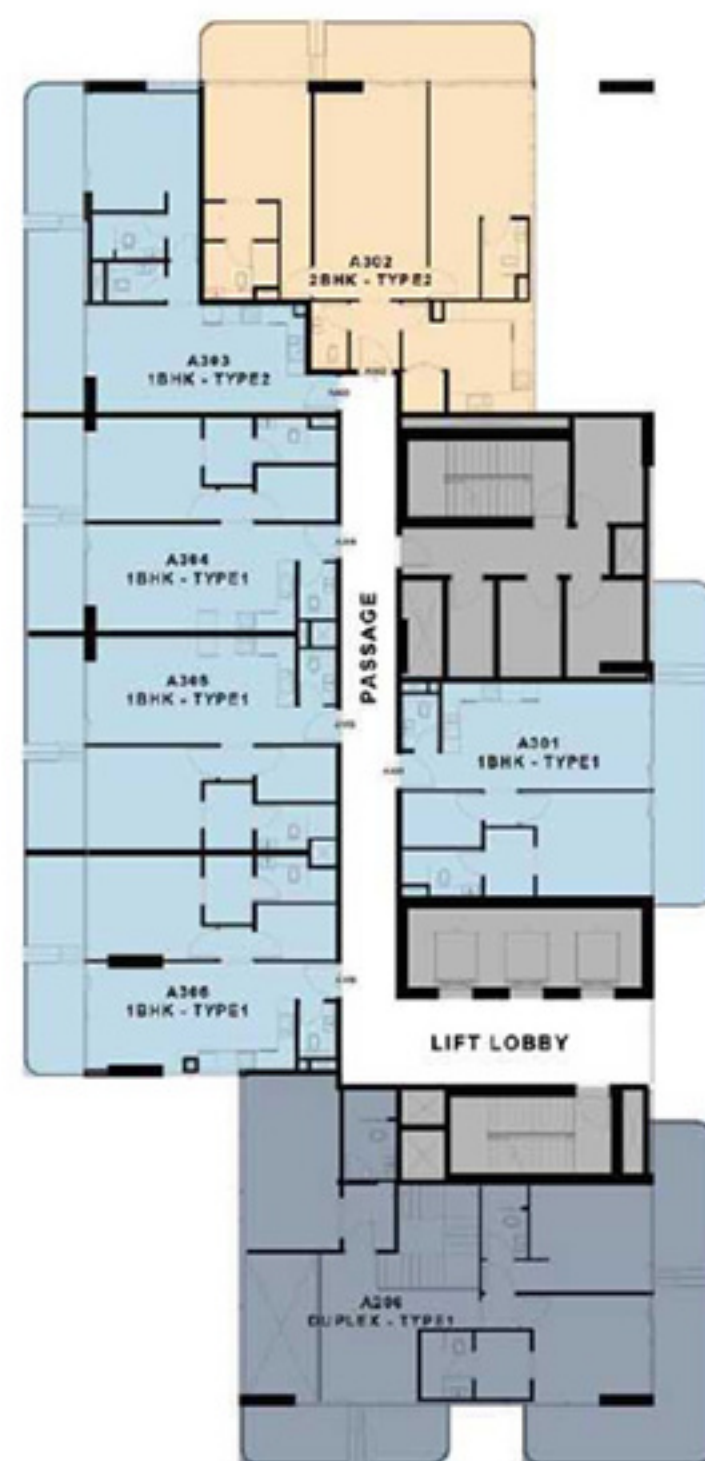 A302
2BHK - TYPE2
A303
1BHK - TYPE2
A304
1BHK - TYPE1
PASSAGE
A305
1BHK - TYPE1
A301
1BHK - TYPE1
A306
1BHK - TYPE1
LIFT LOBBY
A206
DUPLEX - TYPE1